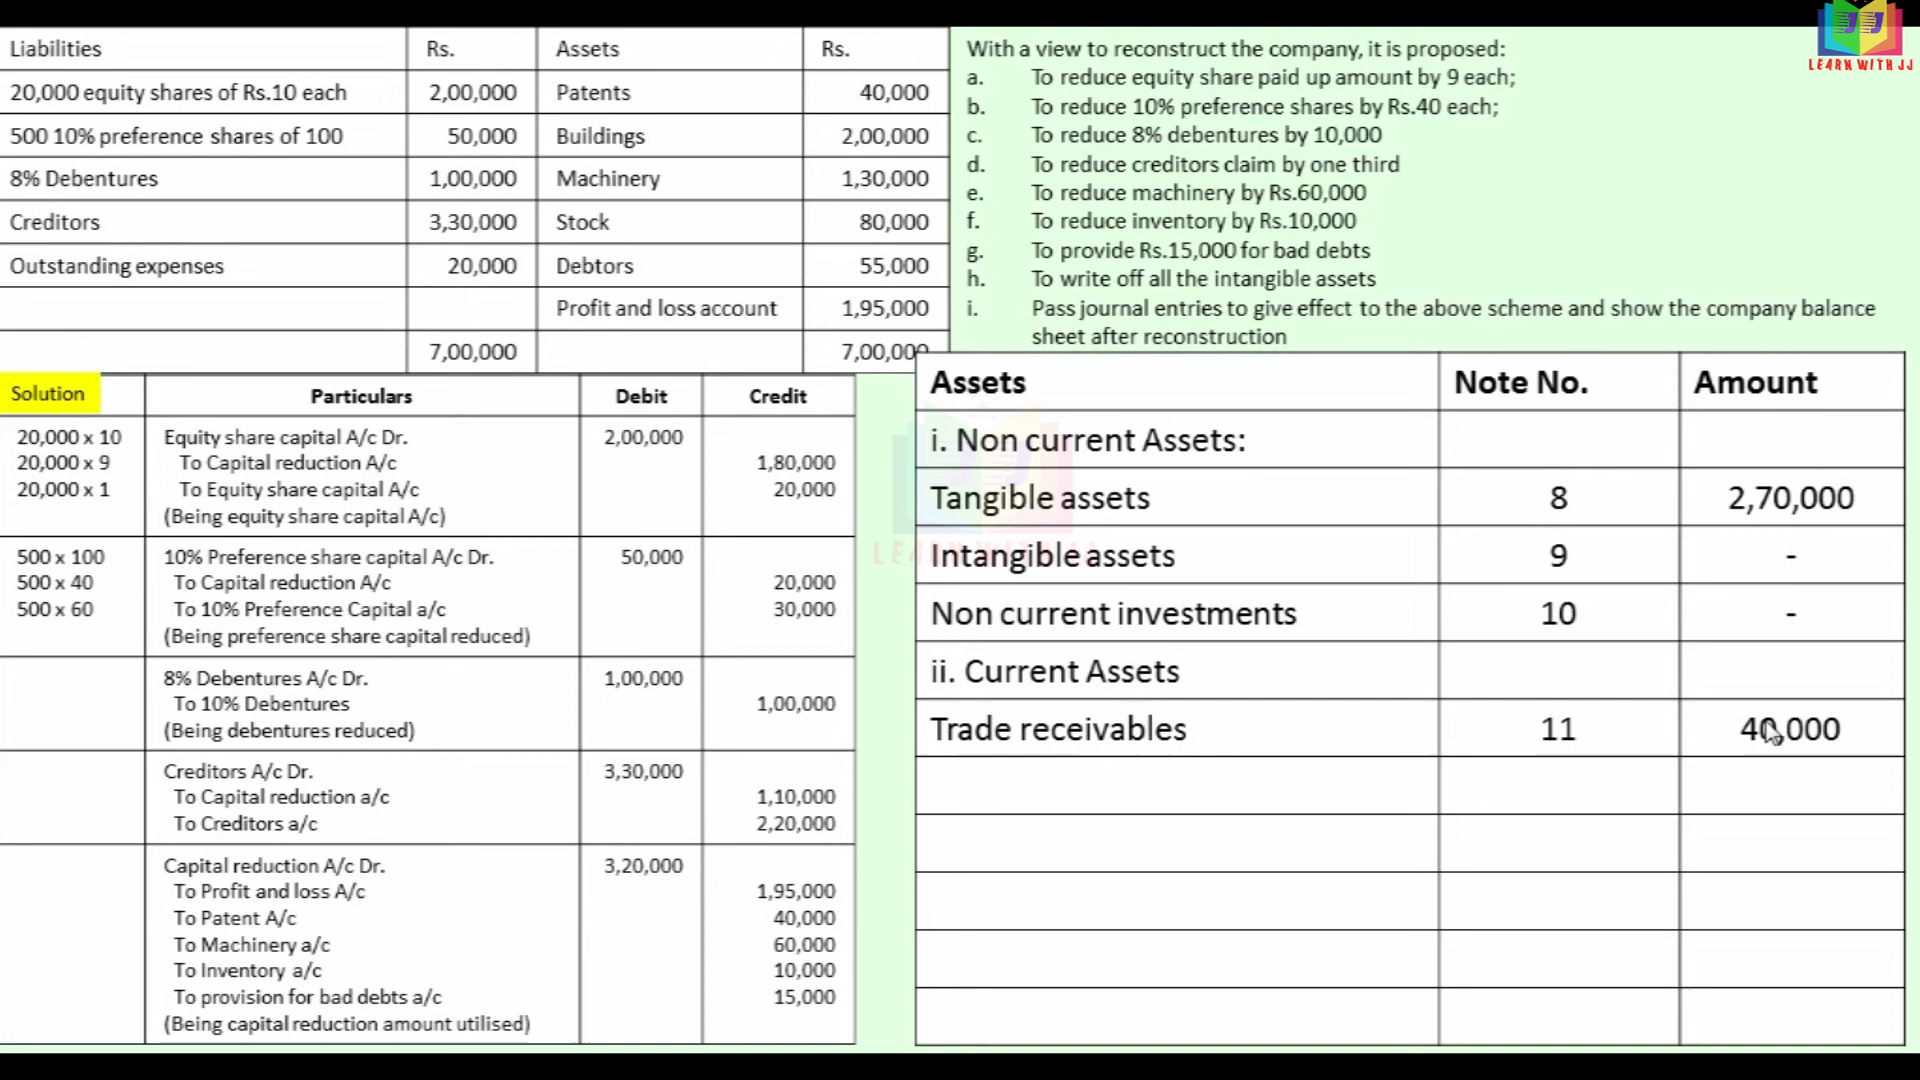 LEARN WITH JJ
Liabilities Rs. Assets Rs.
20,000 equity shares of Rs.10 each 2,00,000 Patents 40,000
500 10% preference shares of 100 50,000 Buildings 2,00,000
8% Debentures 1,00,000 Machinery 1,30,000
Creditors 3,30,000 Stock 80,000
Outstanding expenses 20,000 Debtors 55,000
Profit and loss account 1,95,000
7,00,000 7,00,000
With a view to reconstruct the company, it is proposed:
a. To reduce equity share paid up amount by 9 each;
b. To reduce 10% preference shares by Rs.40 each;
c. To reduce 8% debentures by 10,000
d. To reduce creditors claim by one third
e. To reduce machinery by Rs.60,000
f. To reduce inventory by Rs.10,000
g. To provide Rs.15,000 for bad debts
h. To write off all the intangible assets
i. Pass journal entries to give effect to the above scheme and show the company balance
sheet after reconstruction
Solution Particulars Debit Credit
20,000 x 10 Equity share capital A/c Dr. 2,00,000
20,000 x 9 To Capital reduction A/c 1,80,000
20,000 x 1 To Equity share capital A/c 20,000
(Being equity share capital A/c)
500 x 100 10% Preference share capital A/c Dr. 50,000
500 x 40 To Capital reduction A/c 20,000
500 x 60 To 10% Preference Capital a/c 30,000
(Being preference share capital reduced)
8% Debentures A/c Dr. 1,00,000
To 10% Debentures 1,00,000
(Being debentures reduced)
Creditors A/c Dr. 3,30,000
To Capital reduction a/c 1,10,000
To Creditors a/c 2,20,000
Capital reduction A/c Dr. 3,20,000
To Profit and loss A/c 1,95,000
To Patent A/c 40,000
To Machinery a/c 60,000
To Inventory a/c 10,000
To provision for bad debts a/c 15,000
(Being capital reduction amount utilised)
Assets Note No. Amount
i. Non current Assets:
Tangible assets 8 2,70,000
Intangible assets 9 -
Non current investments 10 -
ii. Current Assets
Trade receivables 11 40,000
LEARN WITH JJ